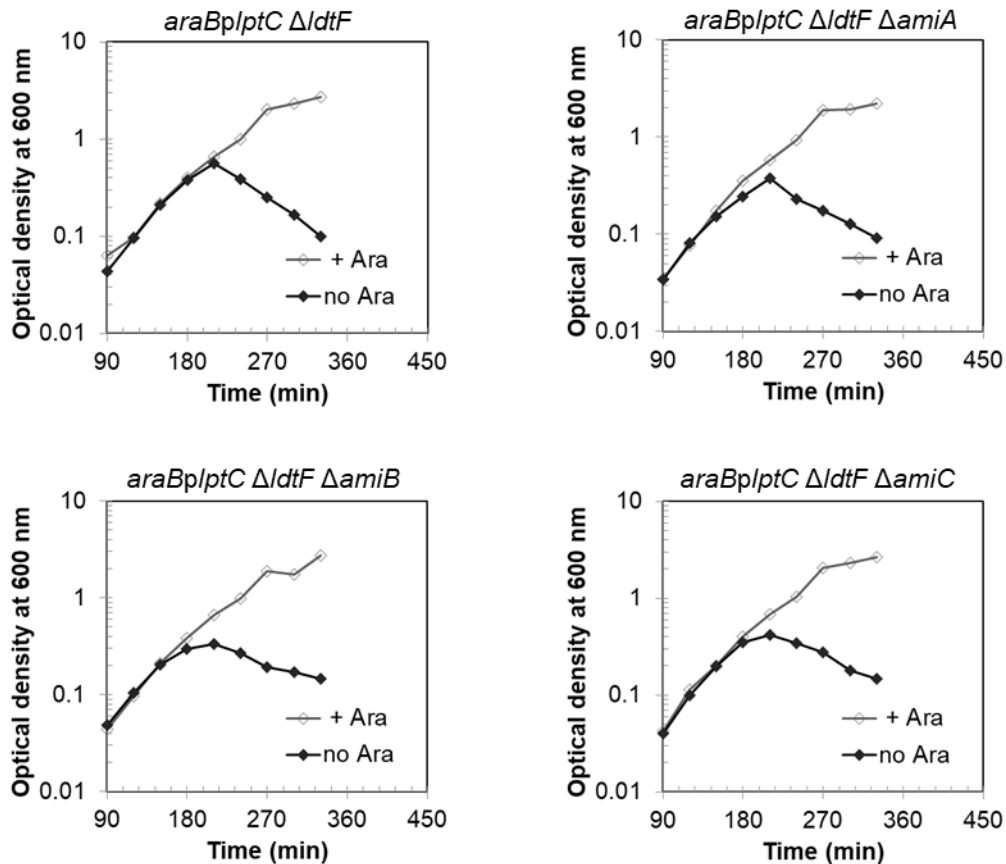 araBplptC ΔldtF
Optical density at 600 nm
10
1
0.1
0.01
+ Ara
no Ara
90 180 270 360 450
Time (min)
araBplptC ΔldtF ΔamiA
Optical density at 600 nm
10
1
0.1
0.01
+ Ara
no Ara
90 180 270 360 450
Time (min)
araBplptC ΔldtF ΔamiB
Optical density at 600 nm
10
1
0.1
0.01
+ Ara
no Ara
90 180 270 360 450
Time (min)
araBplptC ΔldtF ΔamiC
Optical density at 600 nm
10
1
0.1
0.01
+ Ara
no Ara
90 180 270 360 450
Time (min)